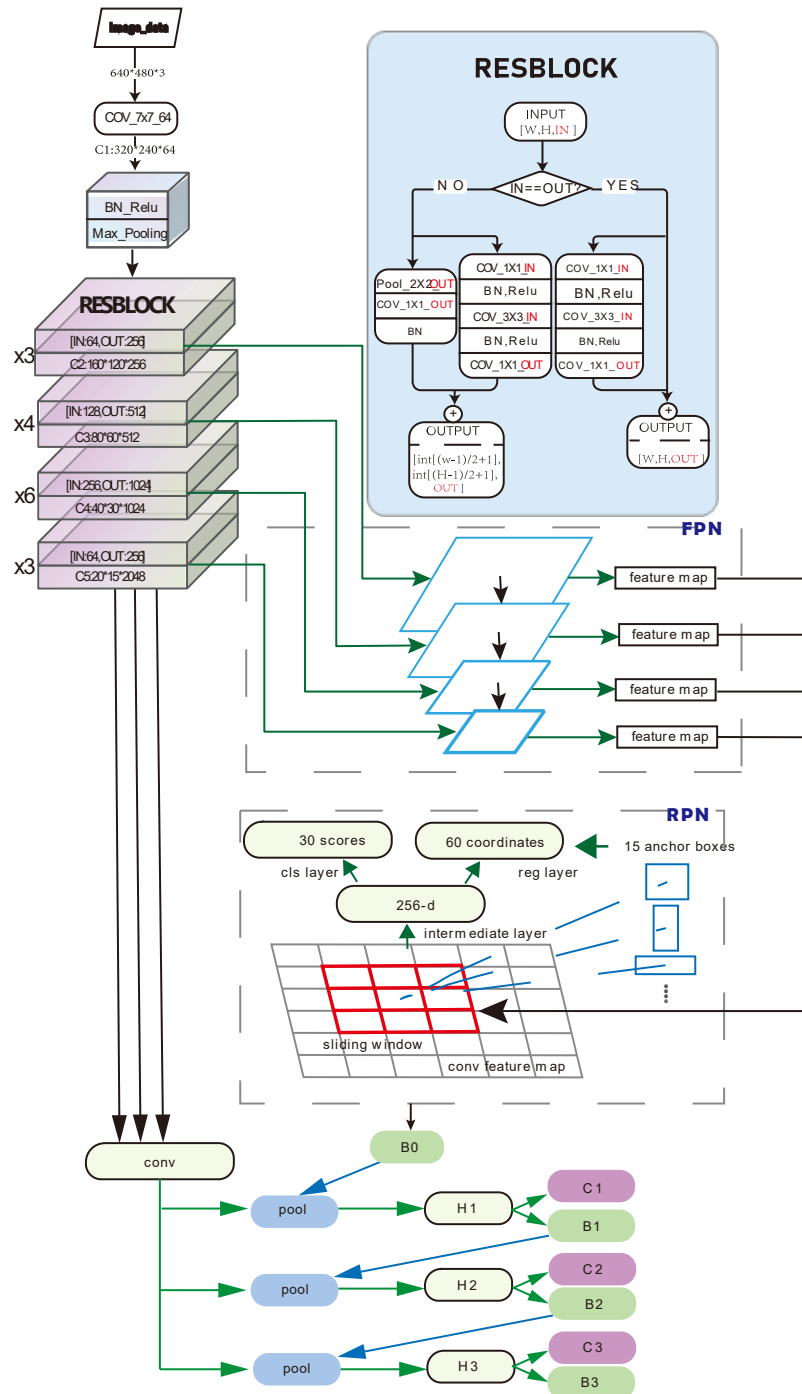 Image_data
640*480*3
COV_7x7_64
C1:320*240*64
BN_Relu
Max_Pooling
RESBLOCK
[IN:64,OUT:256]
x3
C2:160*120*256
[IN:128,OUT:512]
x4
C3:80*60*512
[IN:256,OUT:1024]
x6
C4:40*30*1024
[IN:64,OUT:256]
x3
C5:20*15*2048
RESBLOCK
INPUT
[W,H,IN ]
NO
IN==OUT?
YES
Pool_2X2_OUT
COV_1X1_OUT
BN
COV_1X1_IN
BN,Relu
COV_3X3_IN
BN,Relu
COV_1X1_OUT
COV_1X1_IN
BN,Relu
COV_3X3_IN
BN,Relu
COV_1X1_OUT
+
OUTPUT
[int[(w-1)/2+1],
int[(H-1)/2+1],
OUT ]
+
OUTPUT
[W,H,OUT ]
FPN
feature map
feature map
feature map
feature map
RPN
30 scores
60 coordinates
15 anchor boxes
cls layer
reg layer
256-d
intermediate layer
sliding window
conv feature map
B0
conv
pool
H1
C1
B1
pool
H2
C2
B2
pool
H3
C3
B3